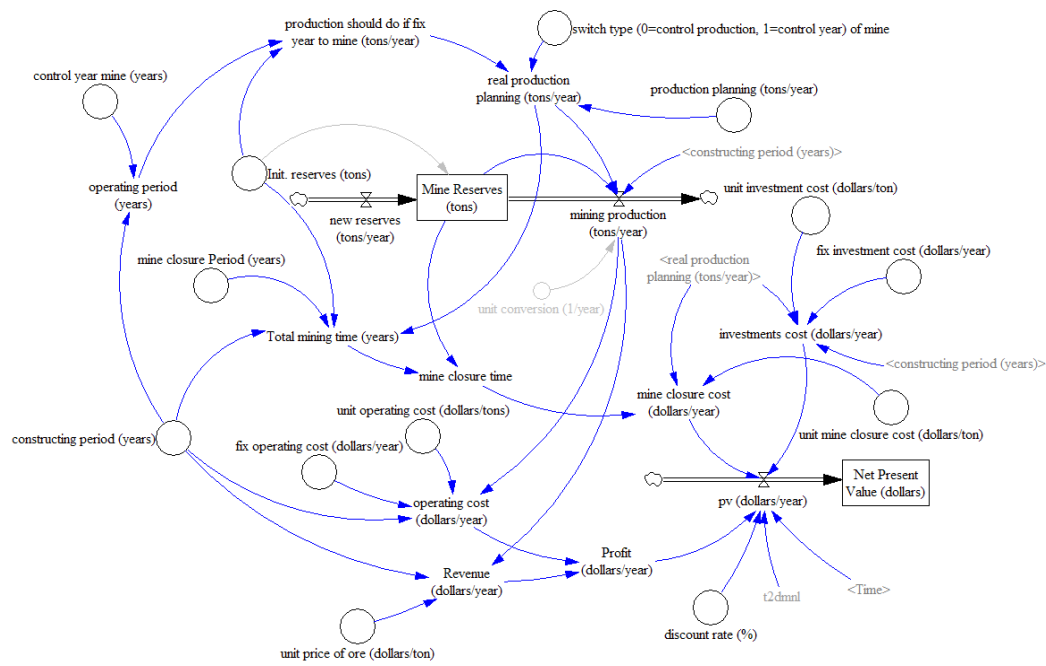 production should do if fix
year to mine (tons/year)
switch type (0=control production, 1=control year) of mine
control year mine (years)
real production
planning (tons/year)
production planning (tons/year)
<constructing period (years)>
operating period
(years)
Init. reserves (tons)
Mine Reserves
(tons)
unit investment cost (dollars/ton)
new reserves
(tons/year)
mining production
(tons/year)
fix investment cost (dollars/year)
mine closure Period (years)
<real production
planning (tons/year)>
unit conversion (1/year)
Total mining time (years)
investments cost (dollars/year)
<constructing period (years)>
mine closure time
mine closure cost
(dollars/year)
unit operating cost (dollars/tons)
unit mine closure cost (dollars/ton)
constructing period (years)
fix operating cost (dollars/year)
Net Present
Value (dollars)
operating cost
(dollars/year)
pv (dollars/year)
Profit
(dollars/year)
Revenue
(dollars/year)
t2dmnl
<Time>
discount rate (%)
unit price of ore (dollars/ton)